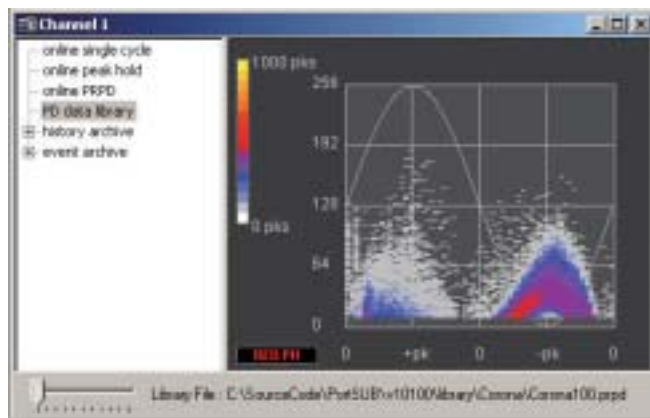 Channel 1
online single cycle
online peak hold
online PRPD
PD data library
history archive
event archive
1000 pks
0 pks
256
192
128
64
0
0 +pk 0 -pk 0
Library File : C:\SourceCode\PortSUB\v10100\library\Corona\Corona100.prpd